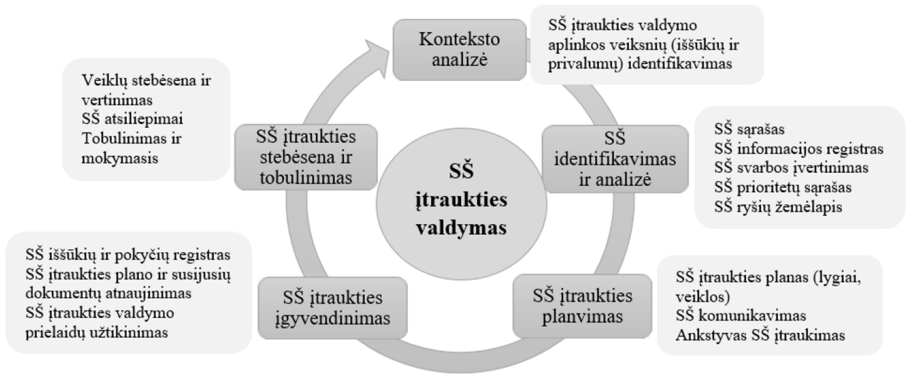 Konteksto
analizė
SŠ įtraukties valdymo
aplinkos veiksnių (iššūkių ir
privalumų) identifikavimas
SŠ
identifikavimas
ir analizė
SŠ sąrašas
SŠ informacijos registras
SŠ svarbos įvertinimas
SŠ prioritetų sąrašas
SŠ ryšių žemėlapis
SŠ įtraukties
planvimas
SŠ įtraukties planas (lygiai,
veiklos)
SŠ komunikavimas
Ankstyvas SŠ įtraukimas
SŠ įtraukties
įgyvendinimas
SŠ iššūkių ir pokyčių registras
SŠ įtraukties plano ir susijusių
dokumentų atnaujinimas
SŠ įtraukties valdymo
prielaidų užtikinimas
SŠ įtraukties
stebėsena ir
tobulinimas
Veiklų stebėsena ir
vertinimas
SŠ atsiliepimai
Tobulinimas ir
mokymasis
SŠ
įtraukties
valdymas